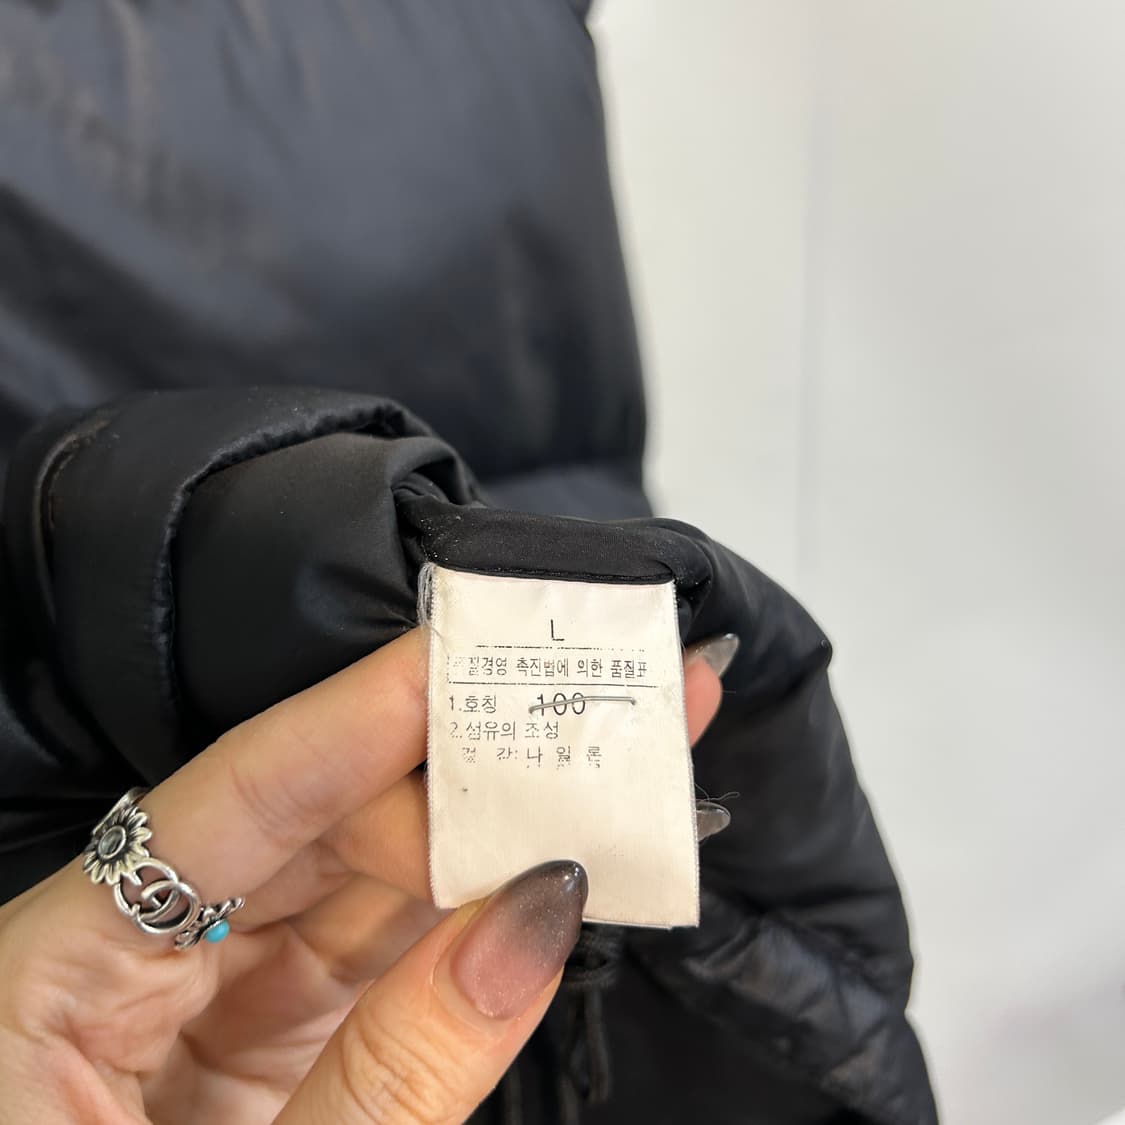 L
품질경영 촉진법에 의한 품질표
1.호칭 100
2.섬유의 조성
겉 감: 나 일 론